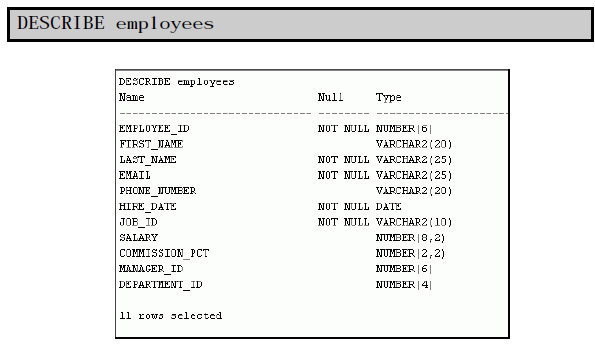 DESCRIBE employees
DESCRIBE employees
Name Null Type
------------------------------ -------- --------------------
EMPLOYEE_ID NOT NULL NUMBER|6|
FIRST_NAME VARCHAR2(20)
LAST_NAME NOT NULL VARCHAR2(25)
EMAIL NOT NULL VARCHAR2(25)
PHONE_NUMBER VARCHAR2(20)
HIRE_DATE NOT NULL DATE
JOB_ID NOT NULL VARCHAR2(10)
SALARY NUMBER|8,2)
COMMISSION_PCT NUMBER|2,2)
MANAGER_ID NUMBER|6|
DEPARTMENT_ID NUMBER|4|
11 rows selected